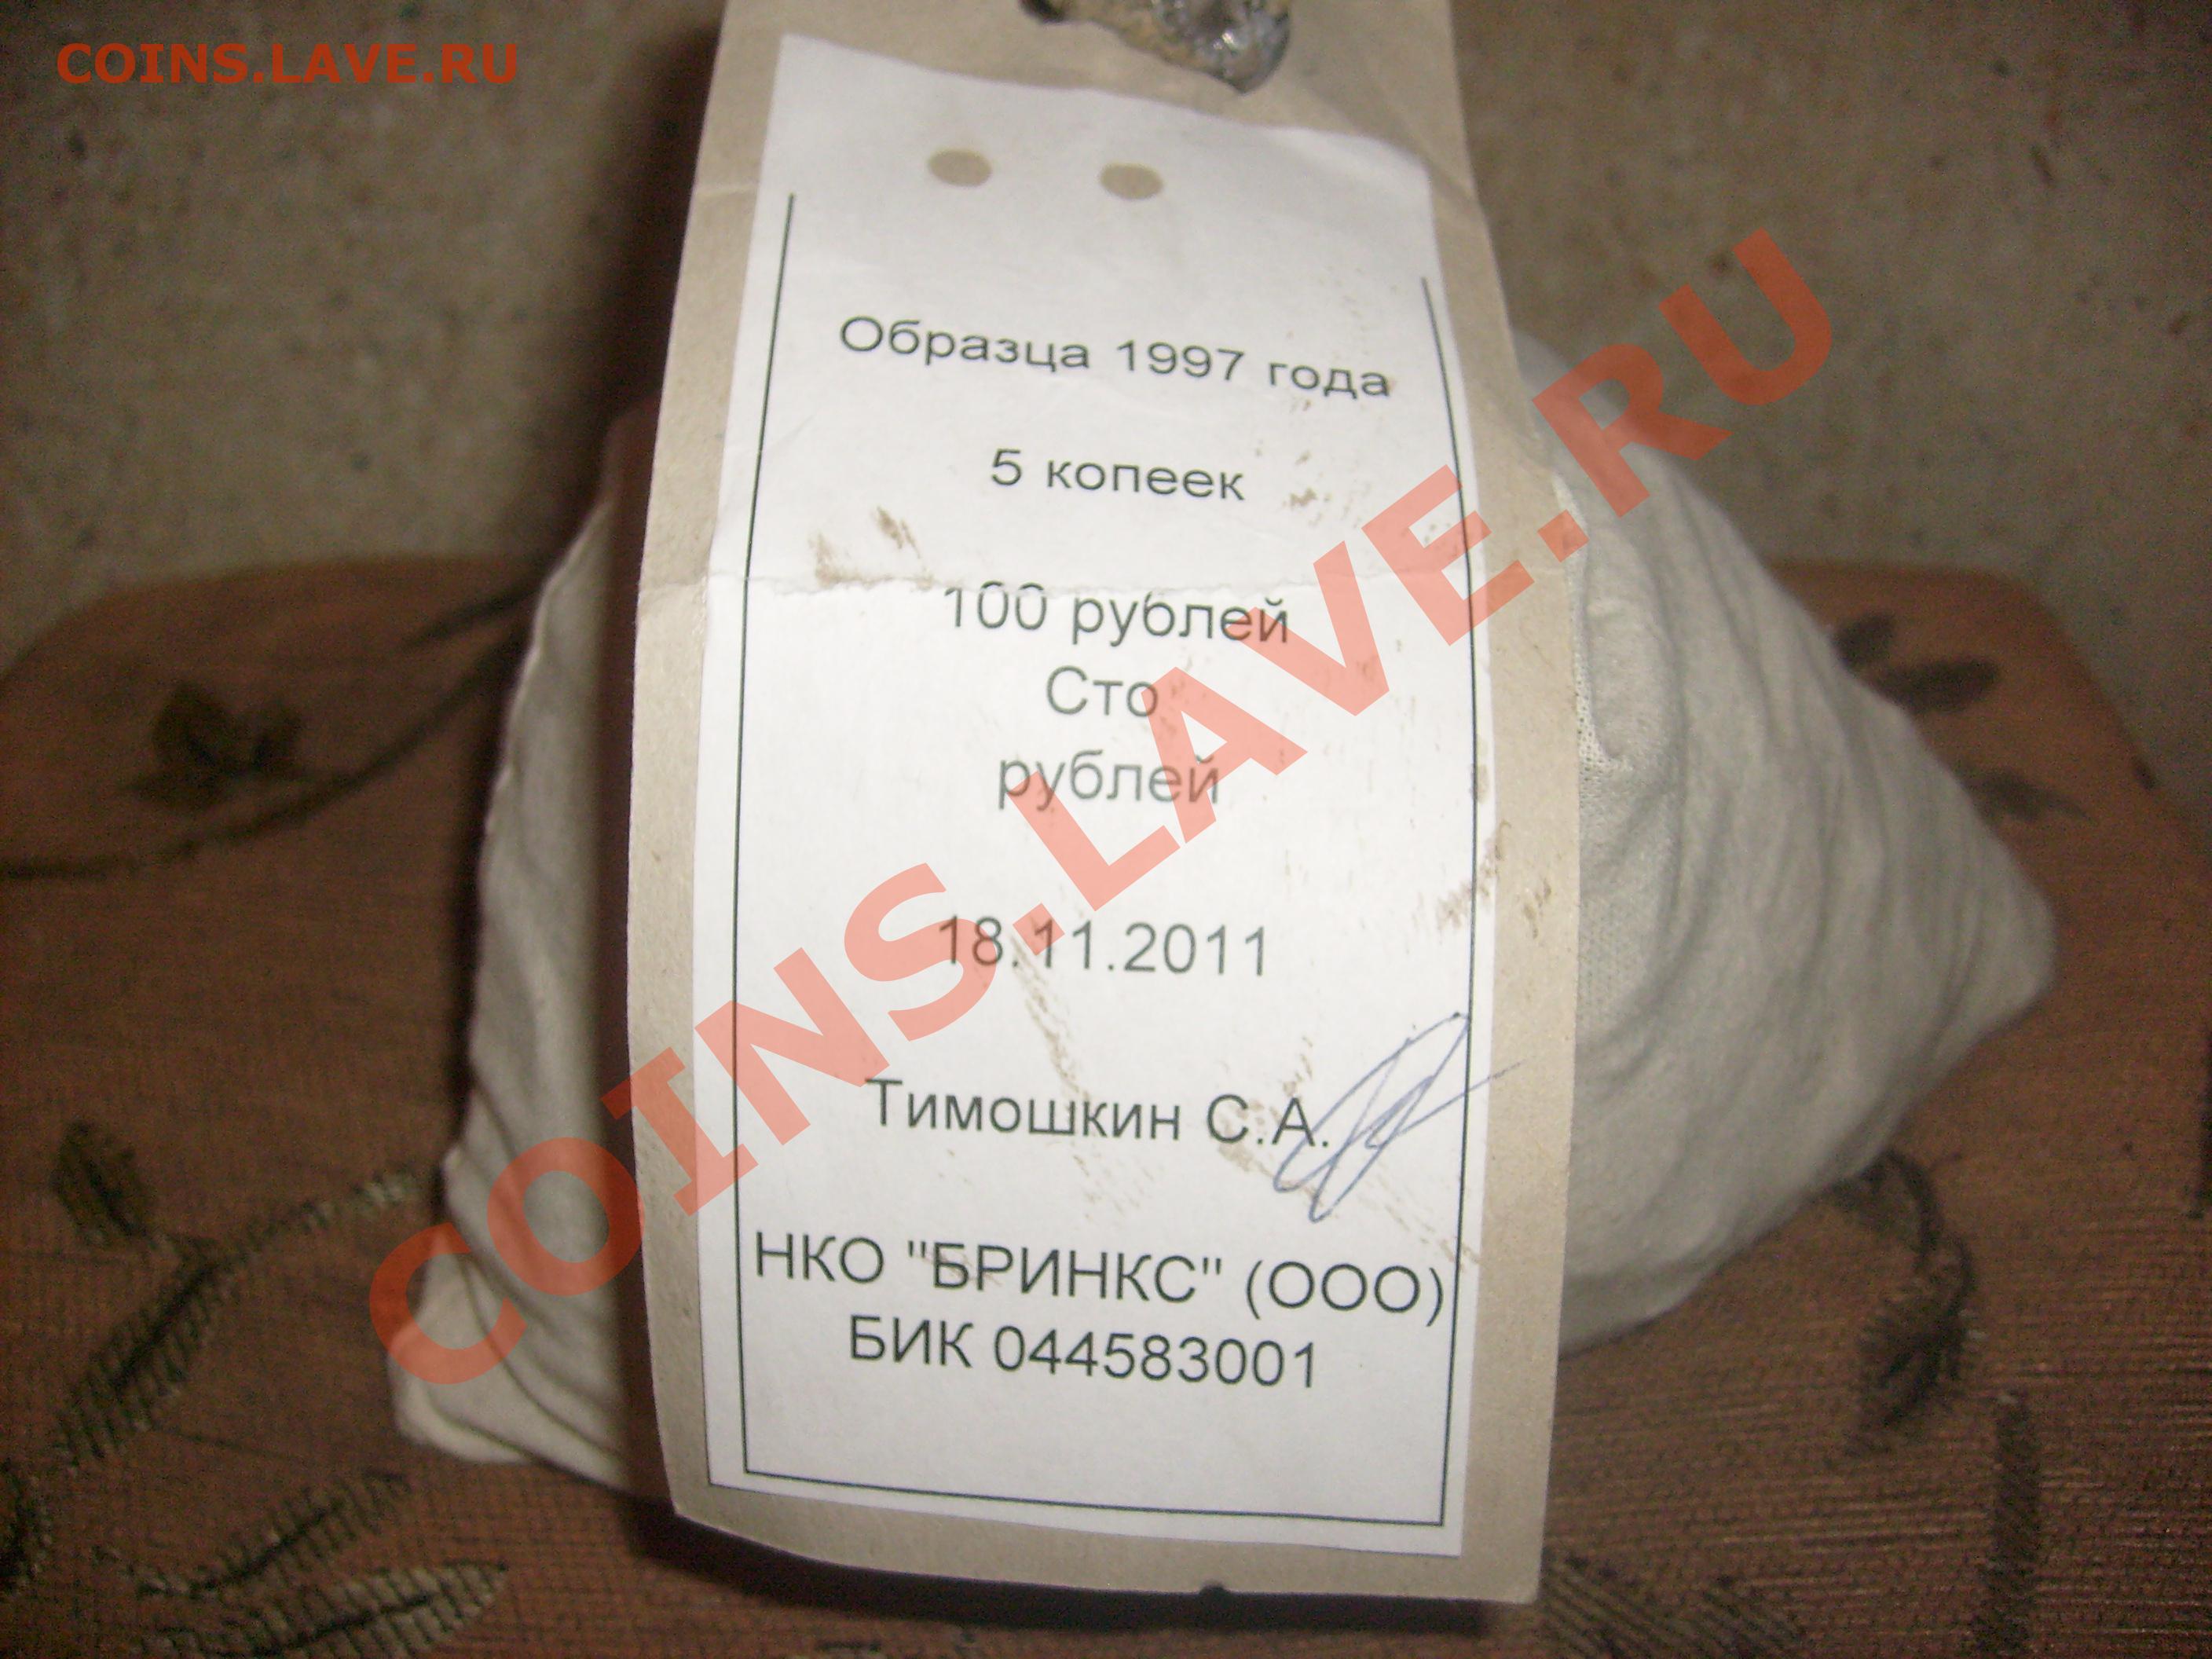 COINS.LAVE.RU
Образца 1997 года
5 копеек
100 рублей
Сто
рублей
18.11.2011
Тимошкин С.А.
НКО "БРИНКС" (ООО)
БИК 044583001
COINS.LAVE.RU